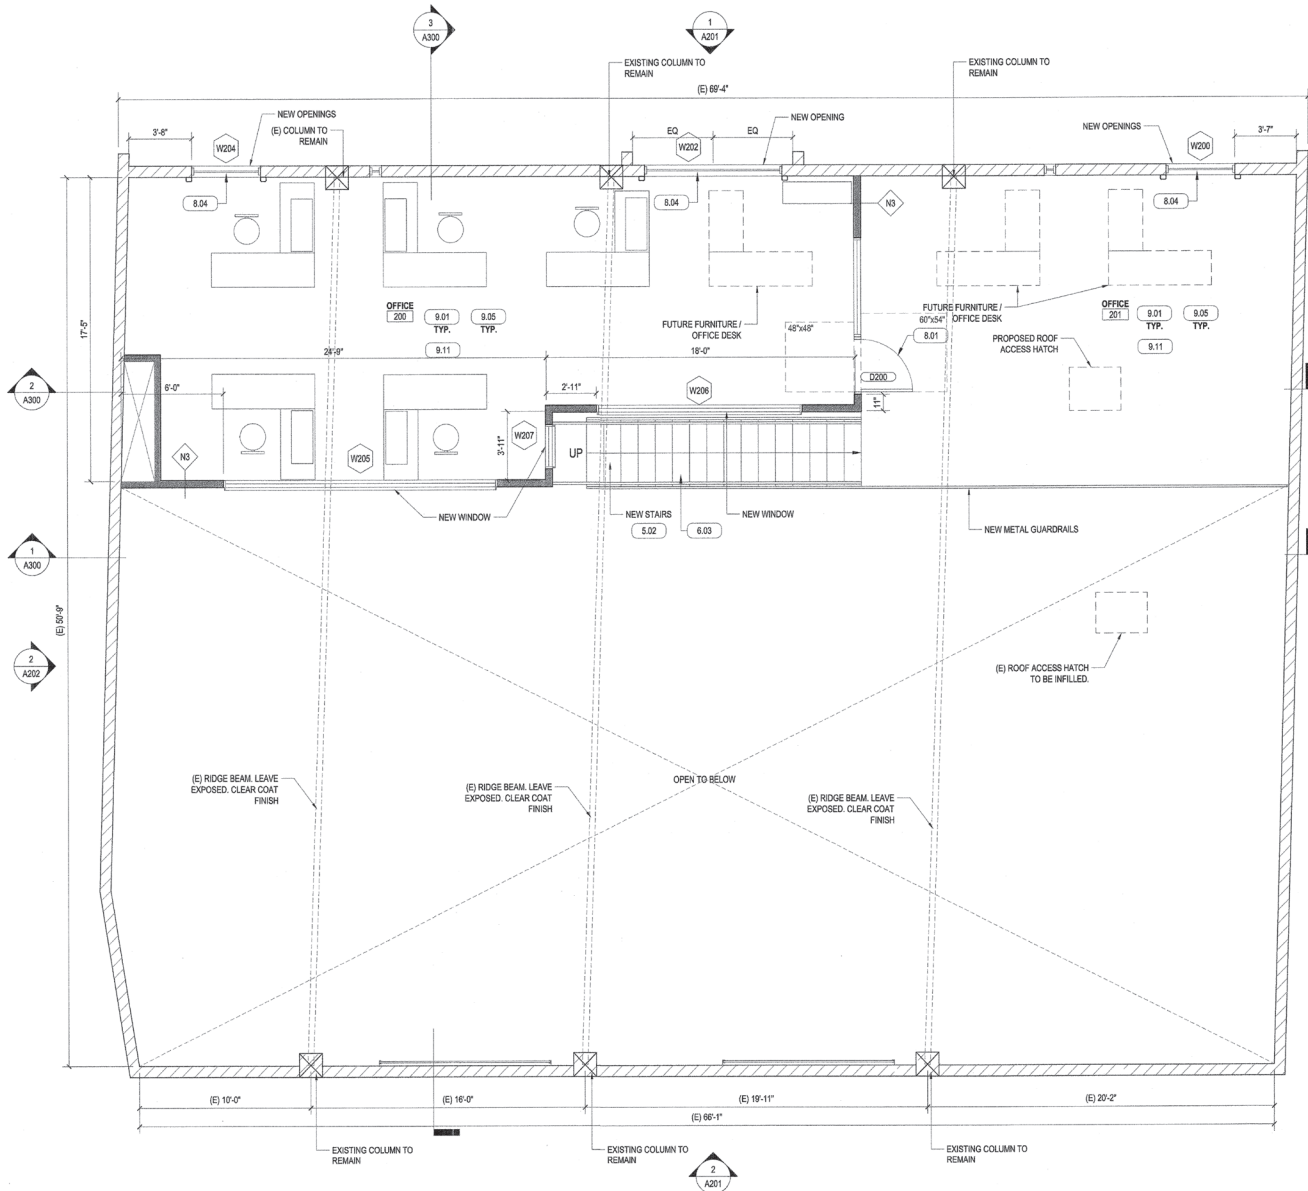 3
A300
1
A201
EXISTING COLUMN TO
REMAIN
EXISTING COLUMN TO
REMAIN
(E) 69'-4"
NEW OPENINGS
NEW OPENING
NEW OPENINGS
3'-8"
W204
(E) COLUMN TO
REMAIN
EQ
EQ
W202
W200
3'-7"
8.04
8.04
N3
8.04
OFFICE
200
9.01
TYP.
9.05
TYP.
9.11
FUTURE FURNITURE /
OFFICE DESK
FUTURE FURNITURE /
OFFICE DESK
OFFICE
201
9.01
TYP.
9.05
TYP.
9.11
60"x54"
48"x48"
8.01
PROPOSED ROOF
ACCESS HATCH
17'-5"
24'-9"
18'-0"
D200
2
A300
6'-0"
2'-11"
W206
11"
W207
3'-11"
N3
W205
UP
NEW WINDOW
NEW STAIRS
5.02
6.03
NEW WINDOW
NEW METAL GUARDRAILS
1
A300
(E) 50'-9"
2
A202
(E) ROOF ACCESS HATCH
TO BE INFILLED.
OPEN TO BELOW
(E) RIDGE BEAM. LEAVE
EXPOSED. CLEAR COAT
FINISH
(E) RIDGE BEAM. LEAVE
EXPOSED. CLEAR COAT
FINISH
(E) RIDGE BEAM. LEAVE
EXPOSED. CLEAR COAT
FINISH
(E) 10'-0"
(E) 16'-0"
(E) 19'-11"
(E) 20'-2"
(E) 66'-1"
EXISTING COLUMN TO
REMAIN
EXISTING COLUMN TO
REMAIN
EXISTING COLUMN TO
REMAIN
2
A201